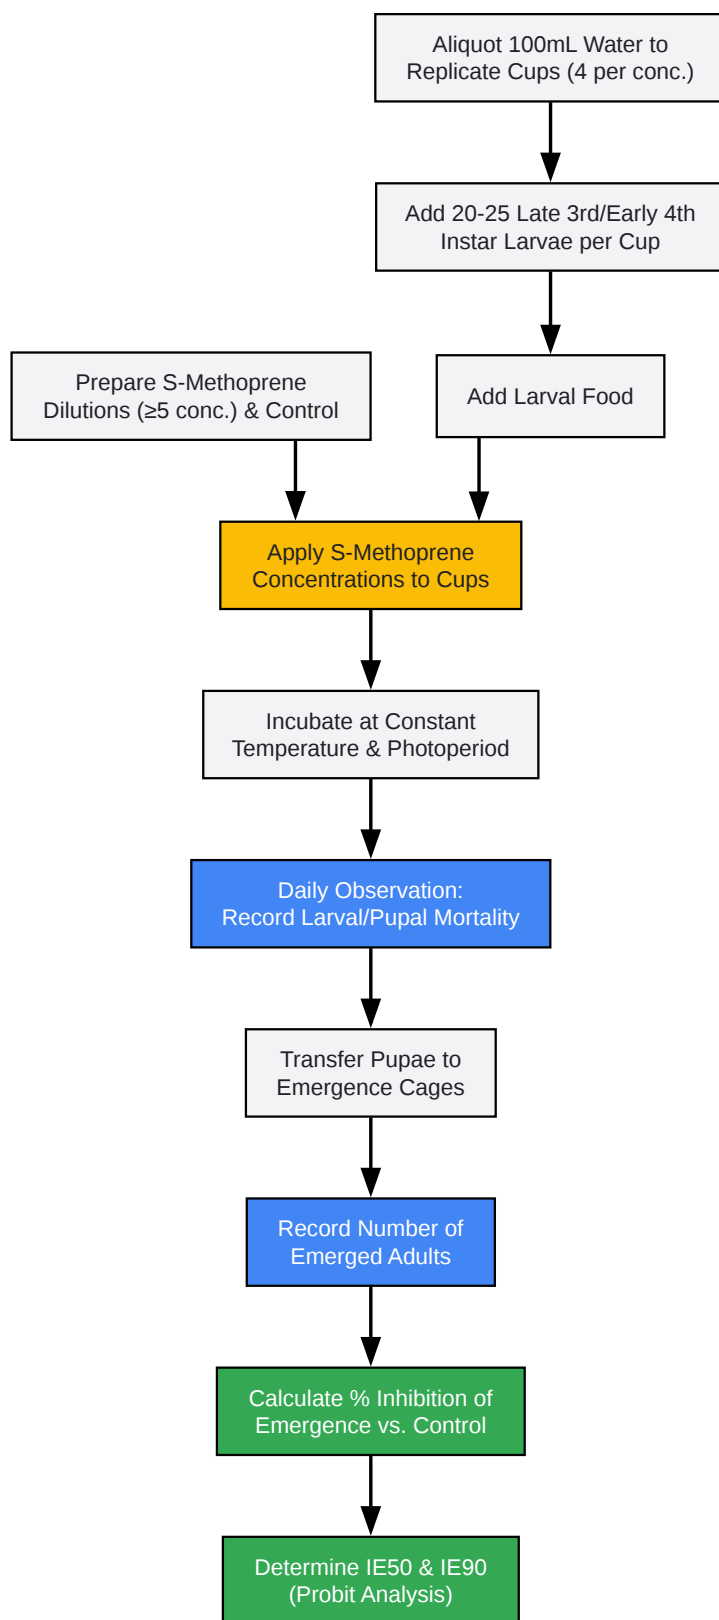 Aliquot 100mL Water to
Replicate Cups (4 per conc.)
Add 20-25 Late 3rd/Early 4th
Instar Larvae per Cup
Prepare S-Methoprene
Dilutions (≥5 conc.) & Control
Add Larval Food
Apply S-Methoprene
Concentrations to Cups
Incubate at Constant
Temperature & Photoperiod
Daily Observation:
Record Larval/Pupal Mortality
Transfer Pupae to
Emergence Cages
Record Number of
Emerged Adults
Calculate % Inhibition of
Emergence vs. Control
Determine IE50 & IE90
(Probit Analysis)